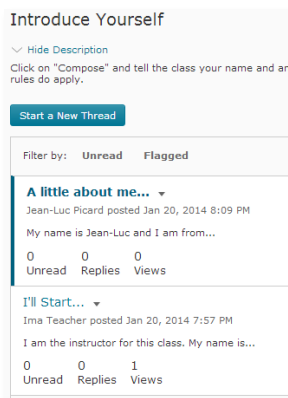 Introduce Yourself
Hide Description
Click on "Compose" and tell the class your name and
rules do apply.
Start a New Thread
Filter by: Unread Flagged
A little about me...
Jean-Luc Picard posted Jan 20, 2014 8:09 PM
My name is Jean-Luc and I am from...
0 0 0
Unread Replies Views
I'll Start...
Ima Teacher posted Jan 20, 2014 7:57 PM
I am the instructor for this class. My name is...
0 0 1
Unread Replies Views